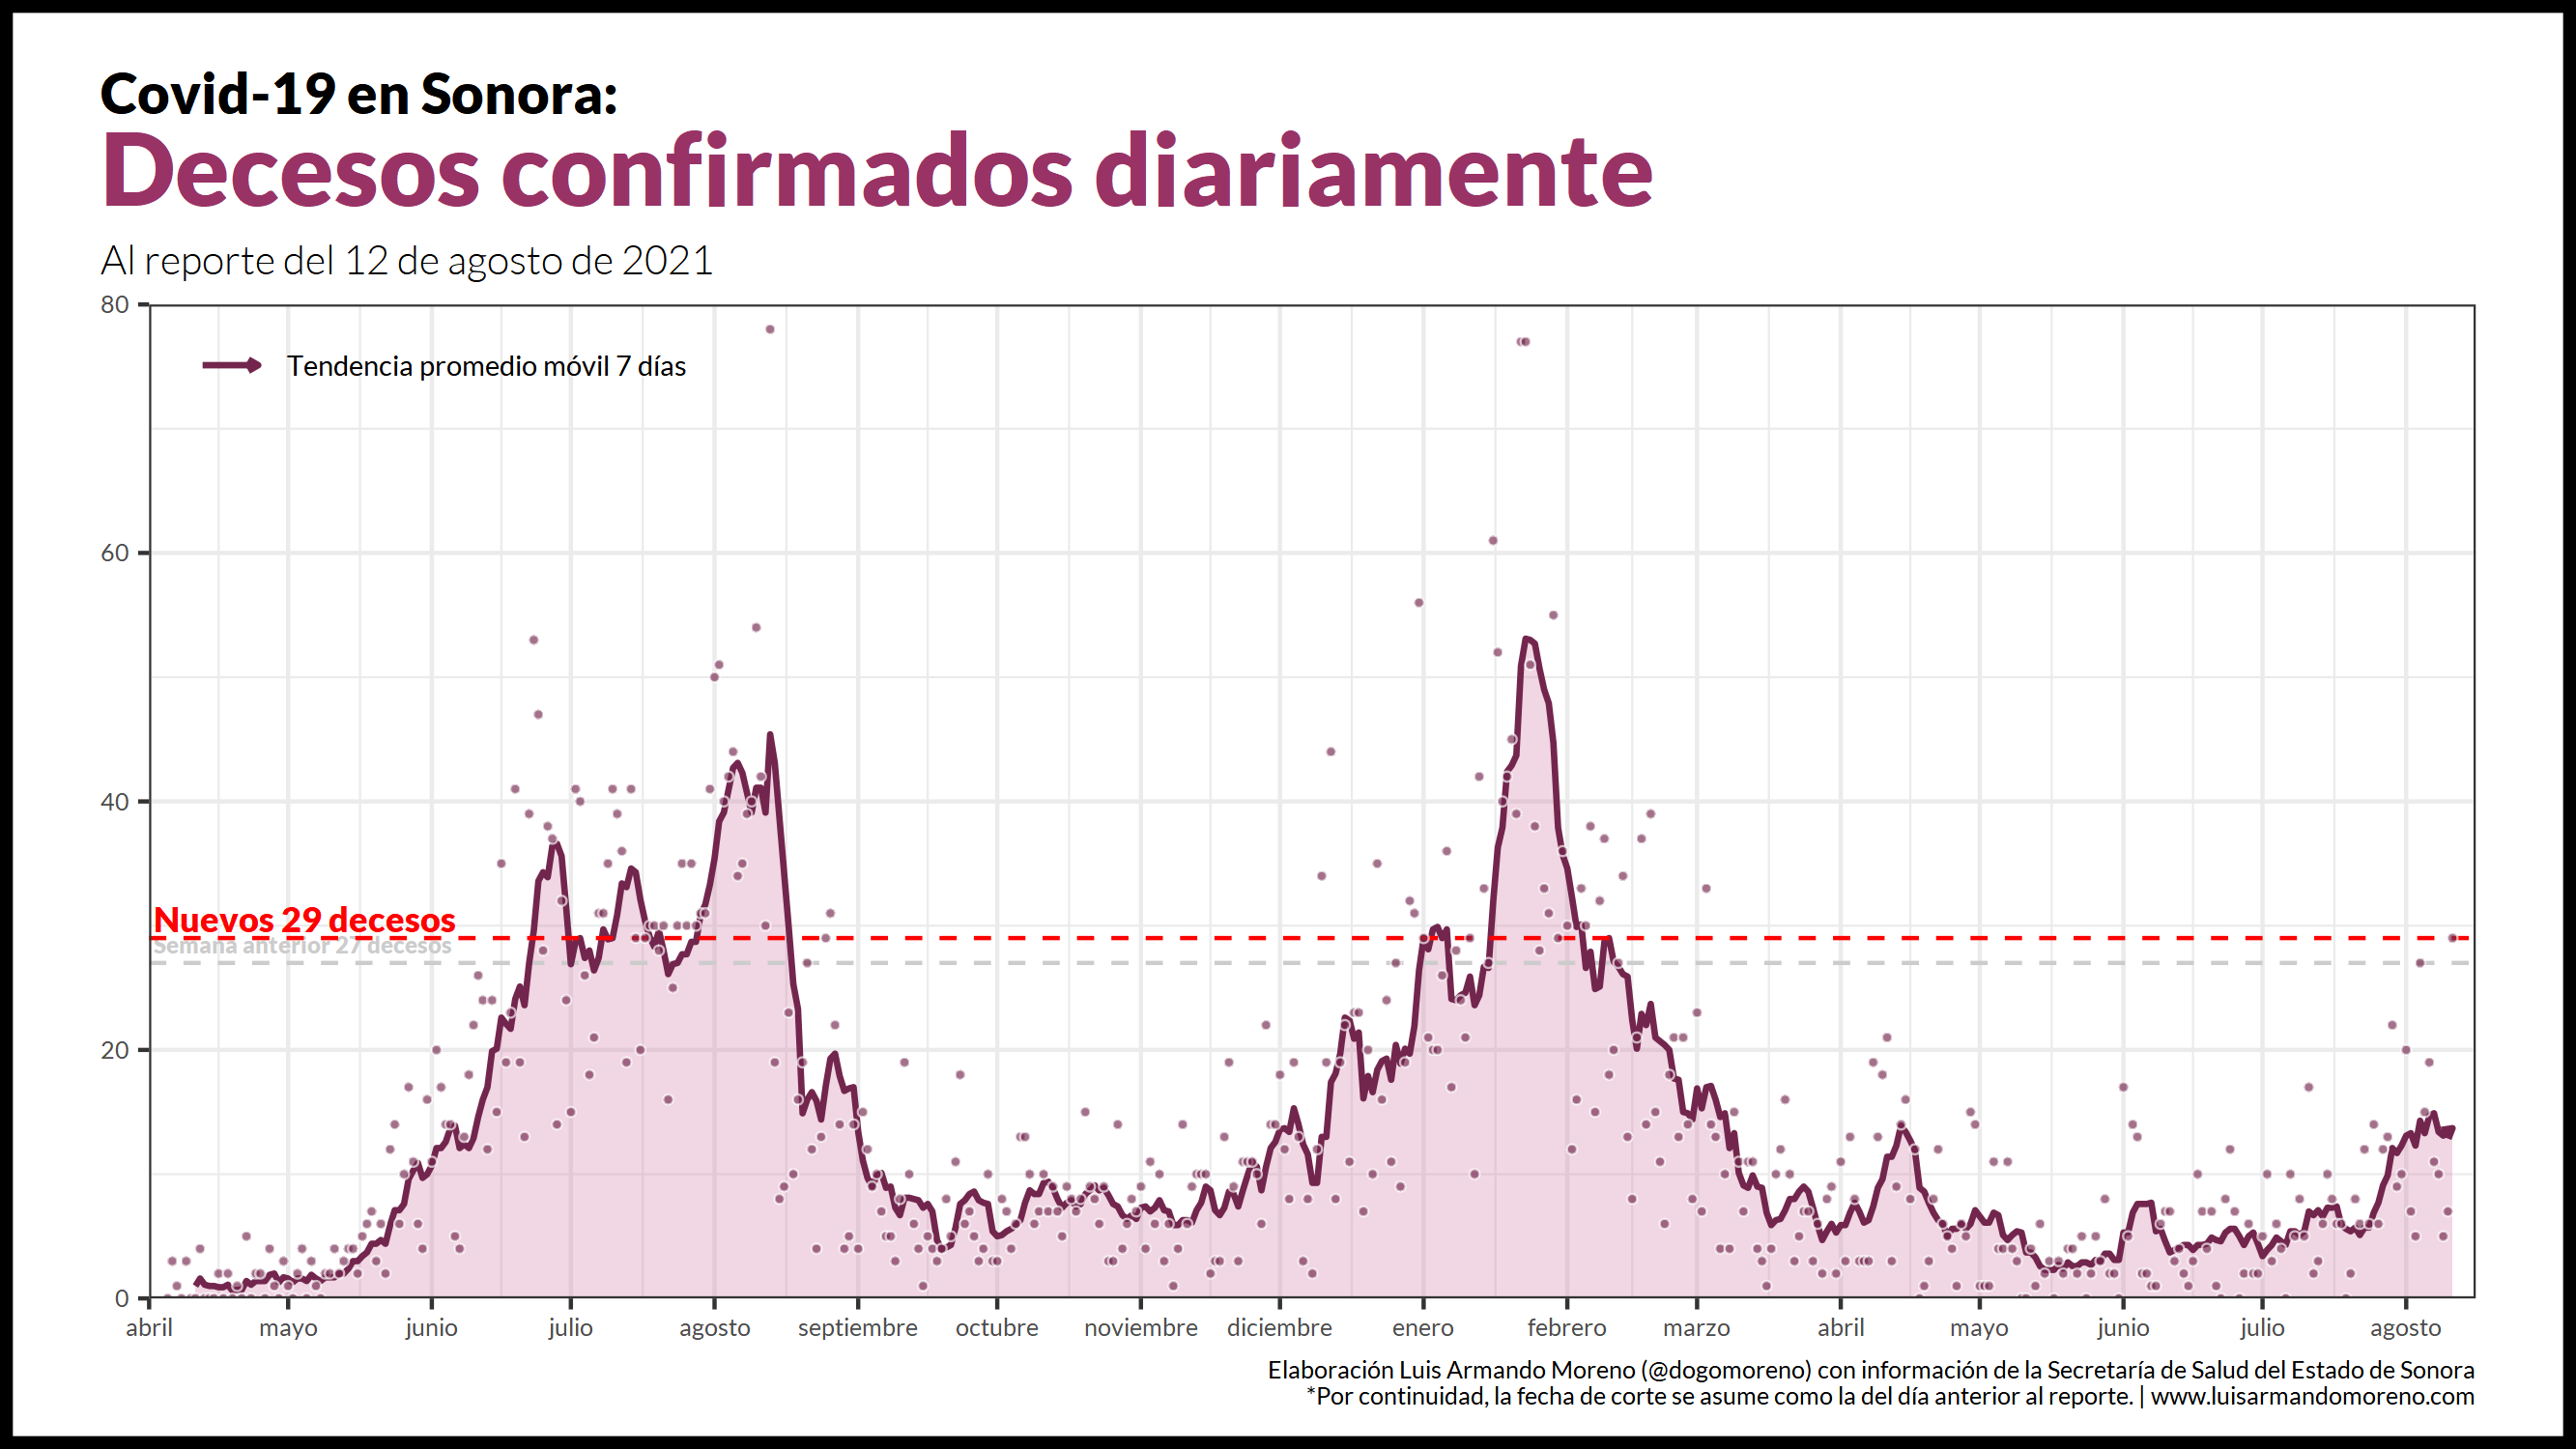 Covid-19 en Sonora:
Decesos confirmados diariamente
Al reporte del 12 de agosto de 2021
80
Tendencia promedio móvil 7 días
60
40
Nuevos 29 decesos
Semana anterior 27 decesos
20
0
abril mayo junio julio agosto septiembre octubre noviembre diciembre enero febrero marzo abril mayo junio julio agosto
Elaboración Luis Armando Moreno (@dogomoreno) con información de la Secretaría de Salud del Estado de Sonora
*Por continuidad, la fecha de corte se asume como la del día anterior al reporte. | www.luisarmandomoreno.com